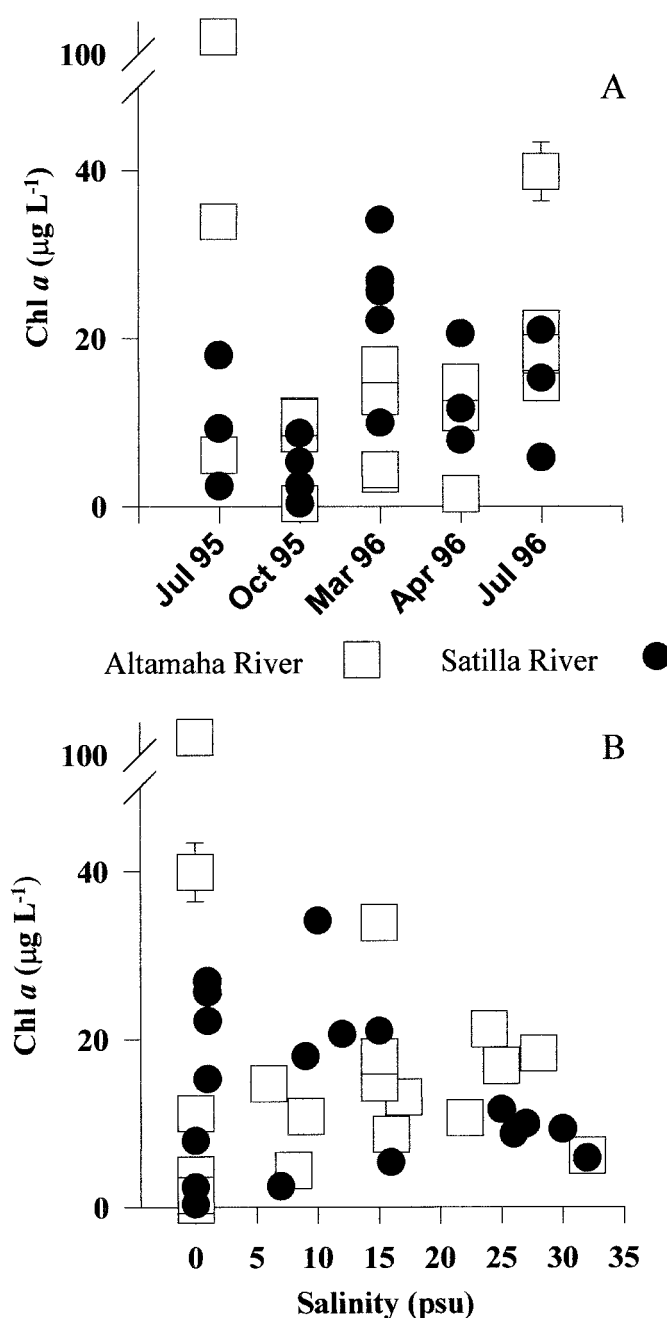 100
A
40
Chl a (μg L-1)
20
0
Jul 95
Oct 95
Mar 96
Apr 96
Jul 96
Altamaha River Satilla River
100
B
40
Chl a (μg L-1)
20
0
0 5 10 15 20 25 30 35
Salinity (psu)